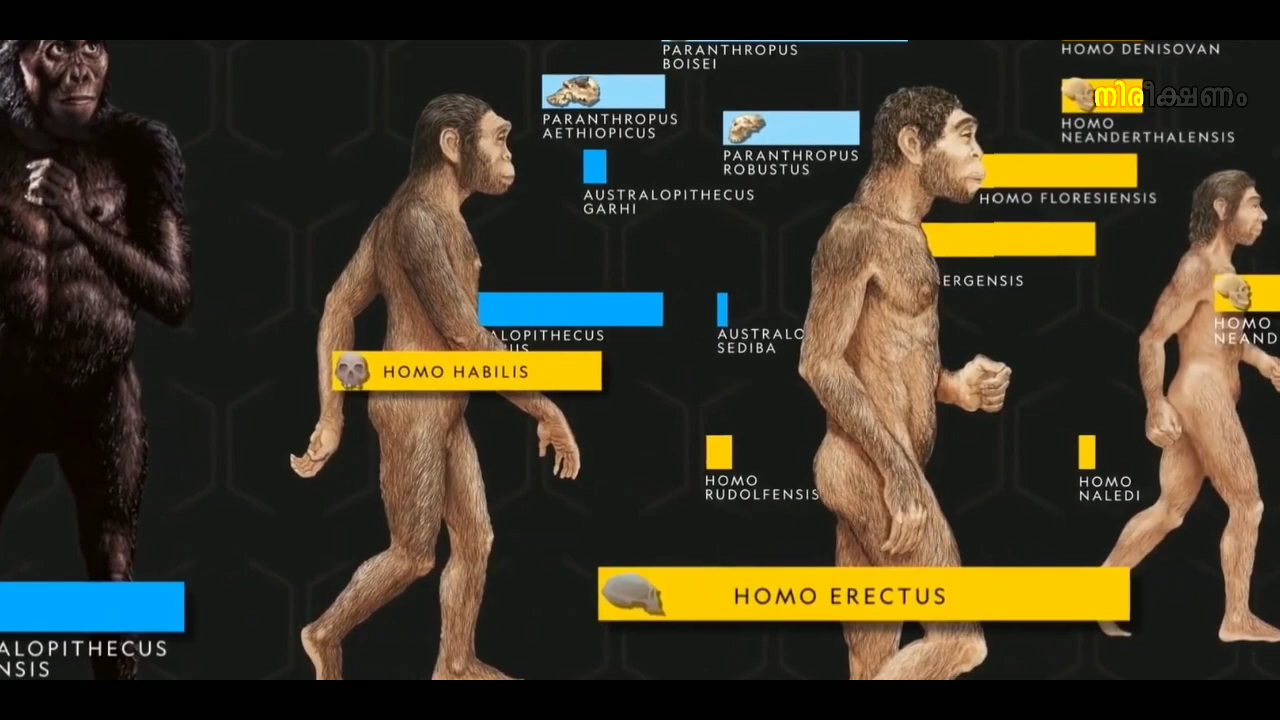 PARANTHROPUS
BOISEI
HOMO DENISOVAN
നിരീക്ഷണം
PARANTHROPUS
AETHIOPICUS
HOMO
NEANDERTHALENSIS
PARANTHROPUS
ROBUSTUS
AUSTRALOPITHECUS
GARHI
HOMO FLORESIENSIS
ERGENSIS
HOMO
NEAND
ALOPITHECUS
US
AUSTRALO
SEDIBA
HOMO HABILIS
HOMO
RUDOLFENSIS
HOMO
NALEDI
HOMO ERECTUS
ALOPITHECUS
NSIS